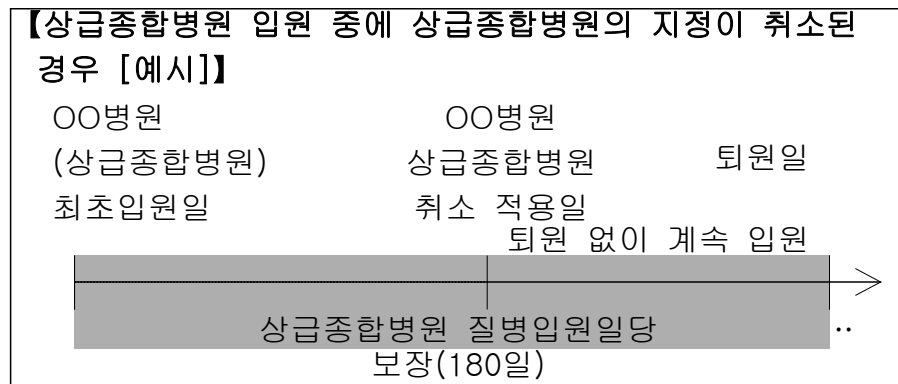 【상급종합병원 입원 중에 상급종합병원의 지정이 취소된
경우 [예시]】
OO병원 OO병원
(상급종합병원) 상급종합병원 퇴원일
최초입원일 취소 적용일
퇴원 없이 계속 입원
상급종합병원 질병입원일당 ..
보장(180일)